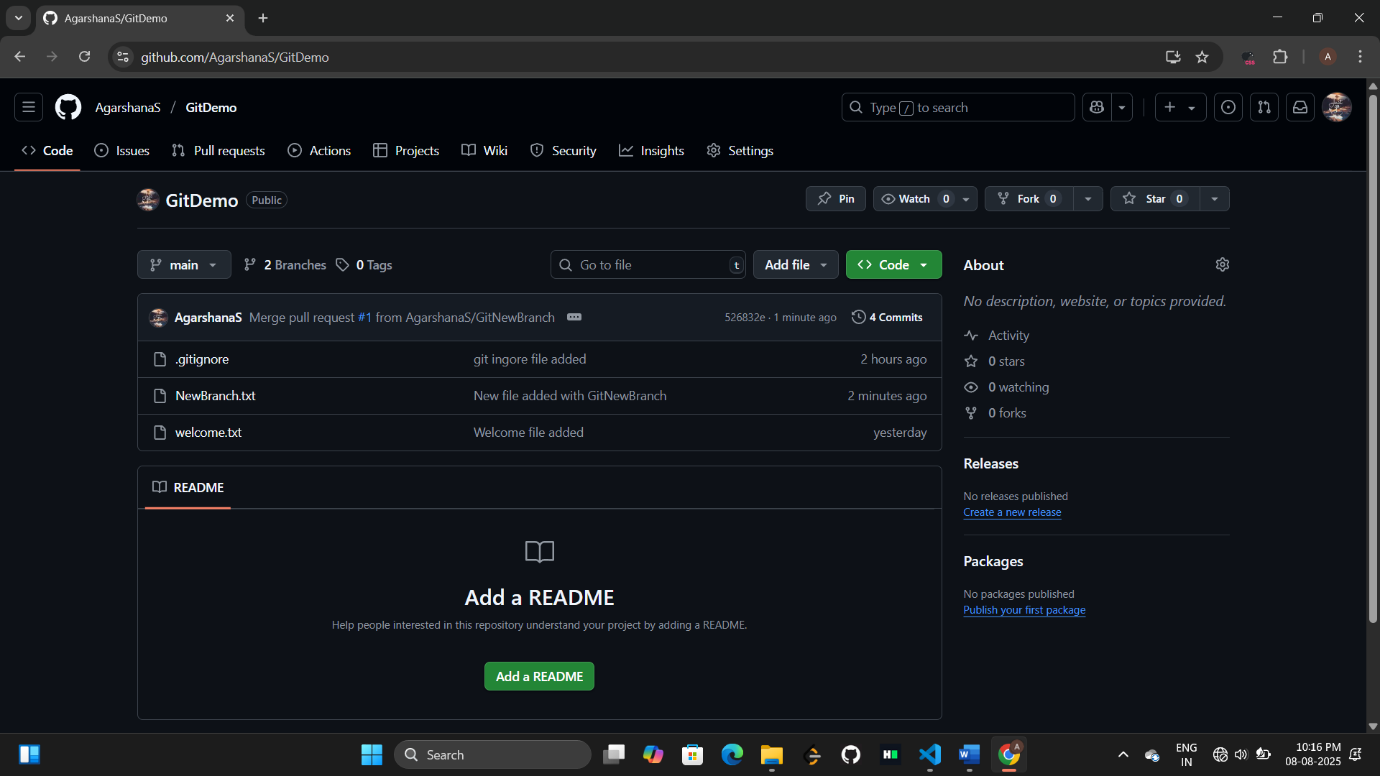 AgarshanaS/GitDemo
github.com/AgarshanaS/GitDemo
A
AgarshanaS / GitDemo
Type / to search
Code Issues Pull requests Actions Projects Wiki Security Insights Settings
GitDemo Public
Pin Watch 0 Fork 0 Star 0
main 2 Branches 0 Tags
Go to file t Add file Code
AgarshanaS Merge pull request #1 from AgarshanaS/GitNewBranch 526832e · 1 minute ago 4 Commits
.gitignore git ingore file added 2 hours ago
NewBranch.txt New file added with GitNewBranch 2 minutes ago
welcome.txt Welcome file added yesterday
README
Add a README
Help people interested in this repository understand your project by adding a README.
Add a README
About
No description, website, or topics provided.
Activity
0 stars
0 watching
0 forks
Releases
No releases published
Create a new release
Packages
No packages published
Publish your first package
Search
ENG
IN
10:16 PM
08-08-2025